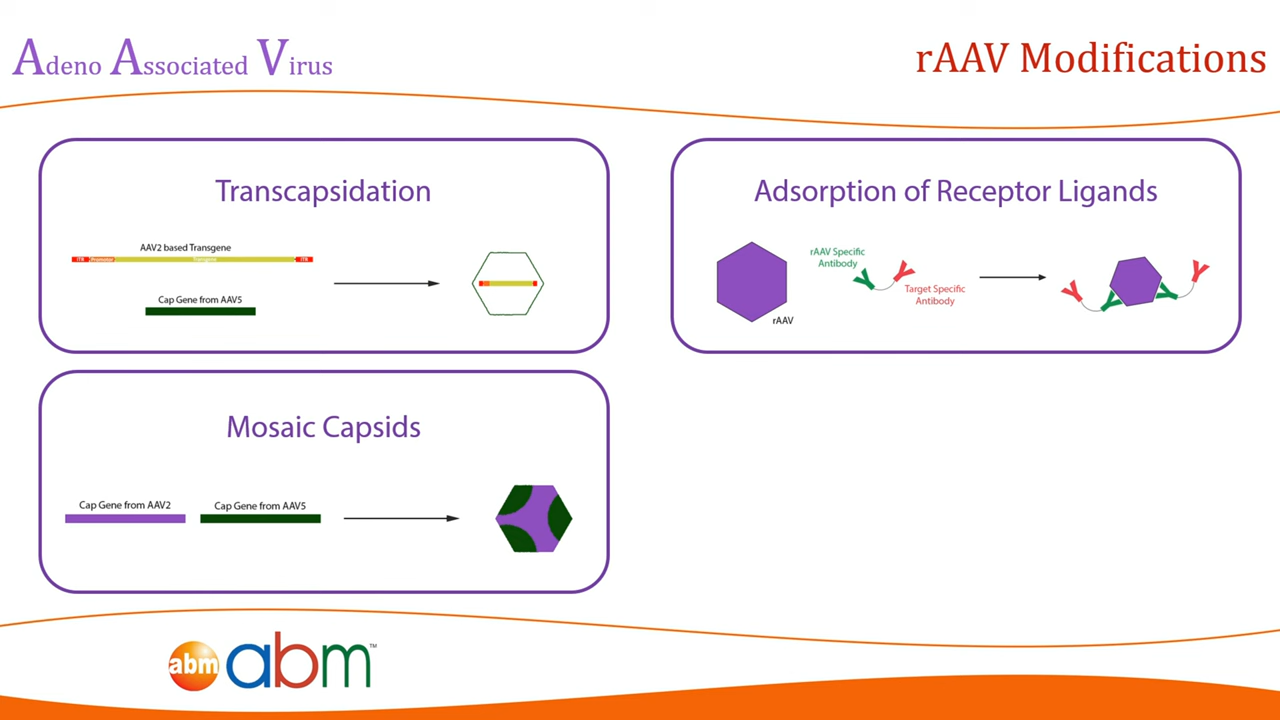 Adeno Associated Virus
rAAV Modifications
Transcapsidation
AAV2 based Transgene
ITR Promoter Transgene ITR
Cap Gene from AAV5
Adsorption of Receptor Ligands
rAAV Specific
Antibody
Target Specific
Antibody
rAAV
Mosaic Capsids
Cap Gene from AAV2
Cap Gene from AAV5
abm
abm™